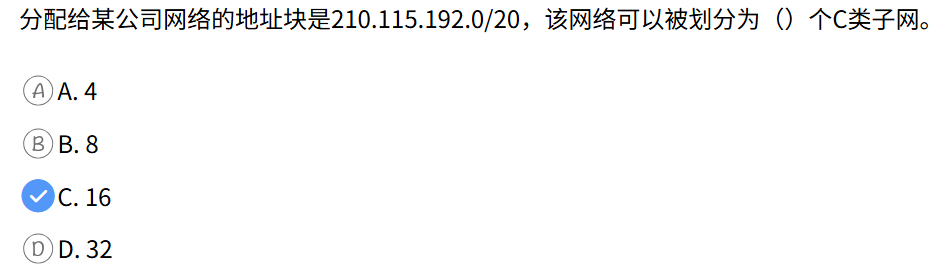 分配给某公司网络的地址块是210.115.192.0/20，该网络可以被划分为（）个C类子网。
A A. 4
B B. 8
C. 16
D D. 32